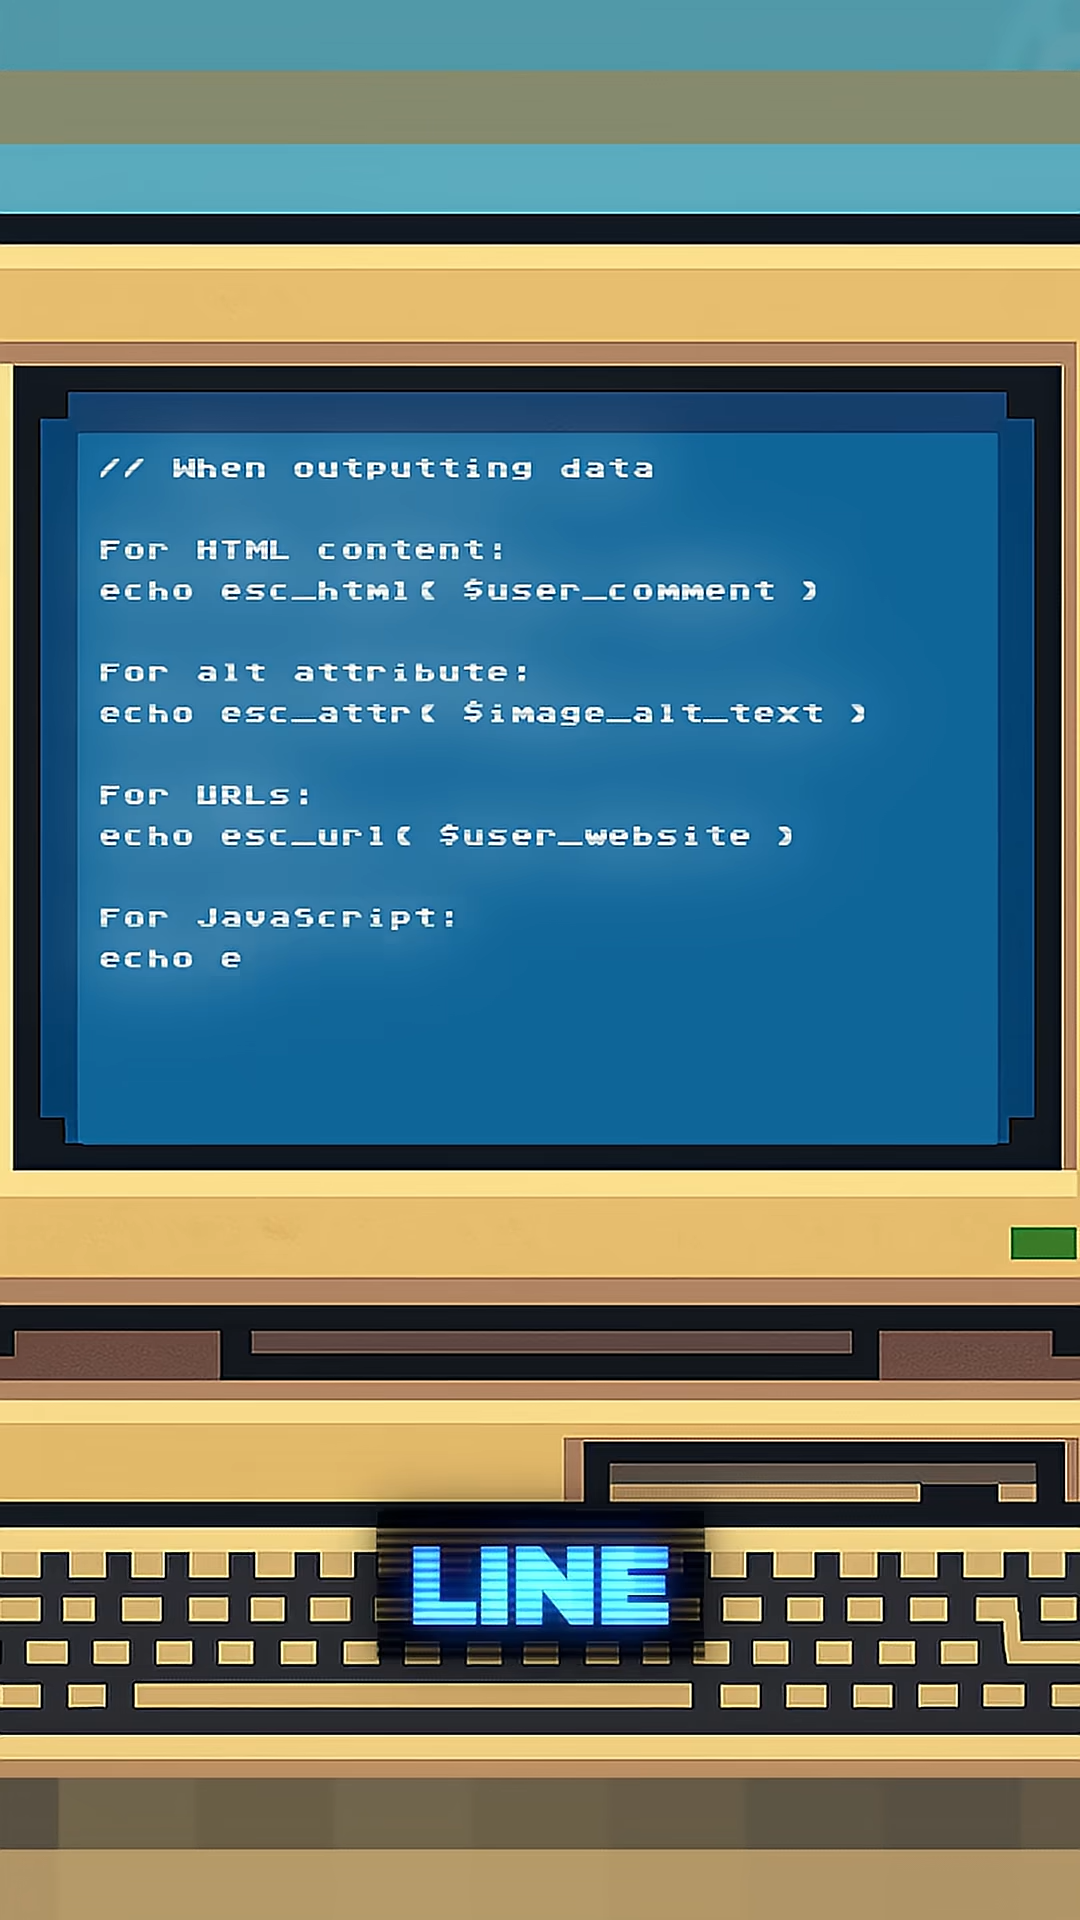 // When outputting data
For HTML content:
echo esc_html( $user_comment )
For alt attribute:
echo esc_attr( $image_alt_text )
For URLs:
echo esc_url( $user_website )
For JavaScript:
echo e
LINE